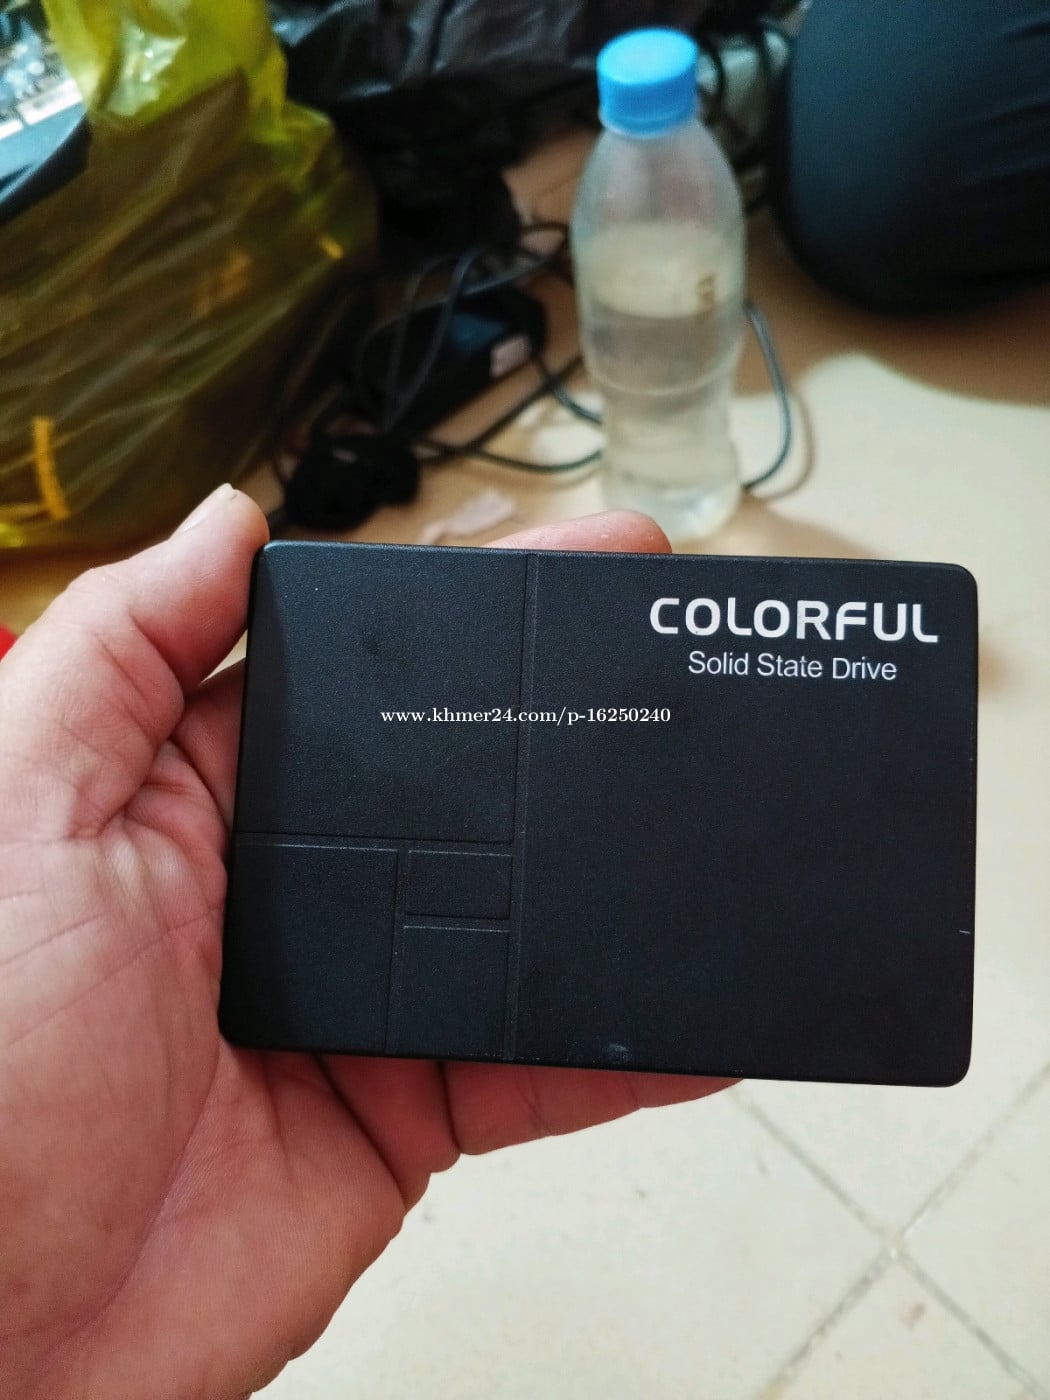 COLORFUL
Solid State Drive
www.khmer24.com/p-16250240